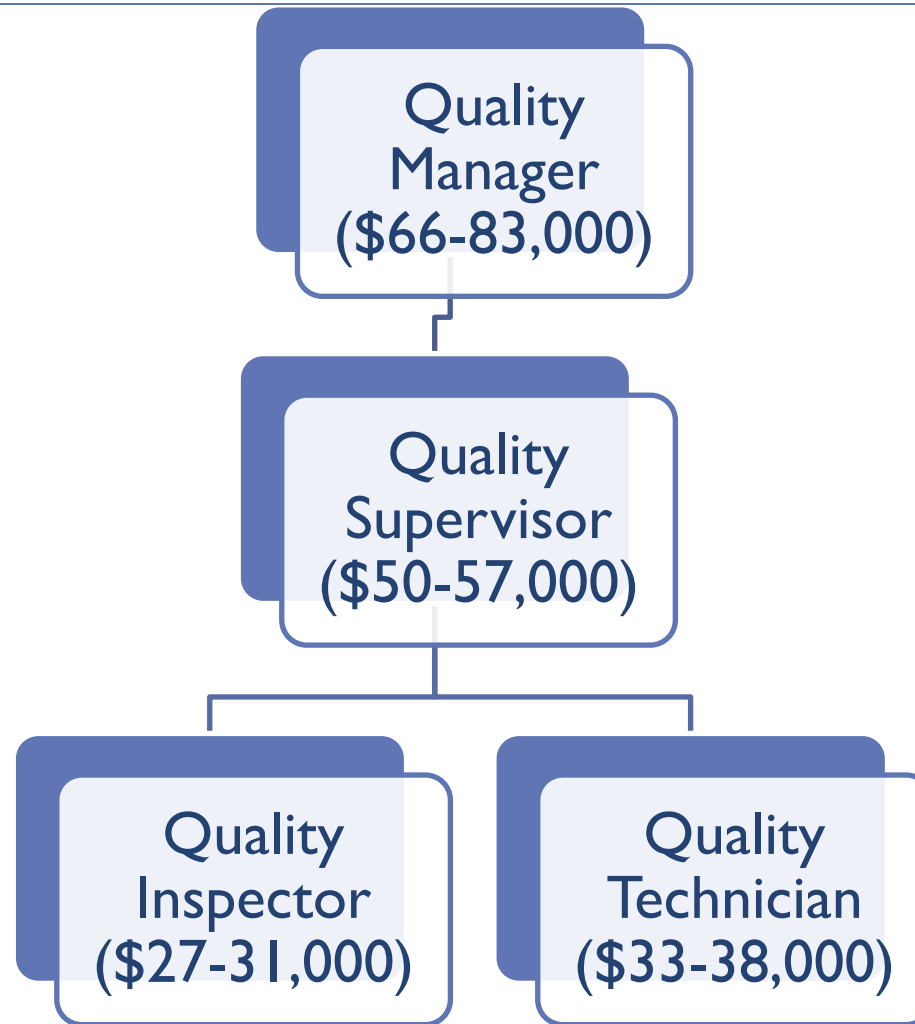 Quality
Manager
($66-83,000)
Quality
Supervisor
($50-57,000)
Quality
Inspector
($27-31,000)
Quality
Technician
($33-38,000)